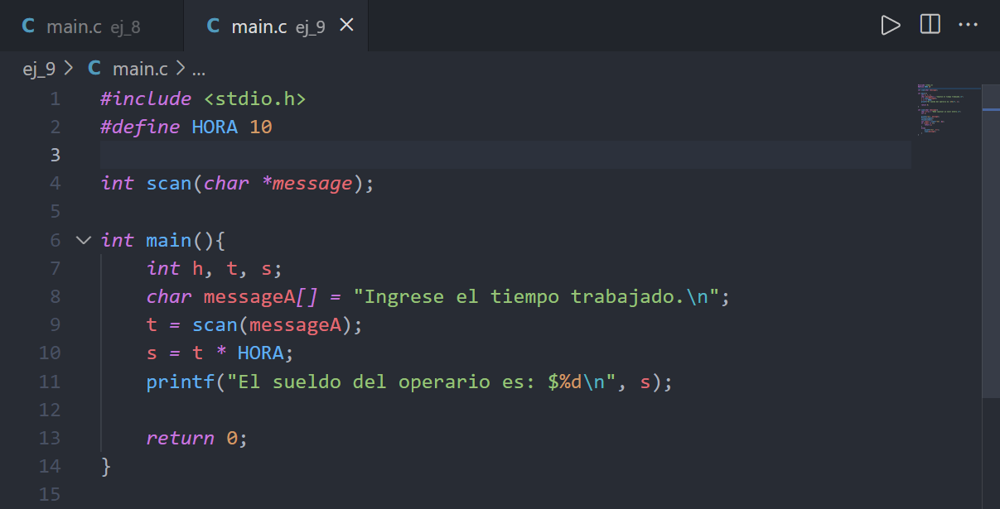 C main.c ej_8 C main.c ej_9
ej_9 > C main.c > ...
1 #include <stdio.h>
2 #define HORA 10
3
4 int scan(char *message);
5
6 int main(){
7 int h, t, s;
8 char messageA[] = "Ingrese el tiempo trabajado.\n";
9 t = scan(messageA);
10 s = t * HORA;
11 printf("El sueldo del operario es: $%d\n", s);
12
13 return 0;
14 }
15